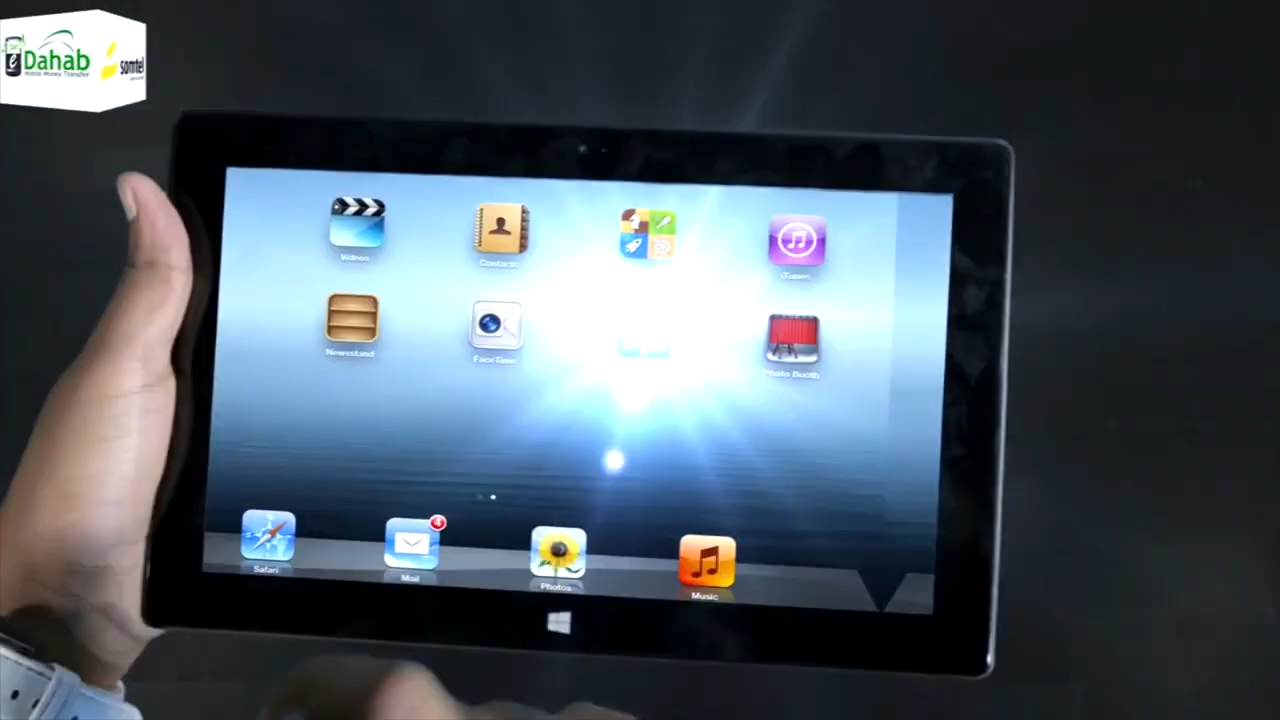 Dahab
Mobile Money Transfer
somtel
Videos
Contacts
iTunes
Newsstand
FaceTime
Photo Booth
4
Safari
Mail
Photos
Music